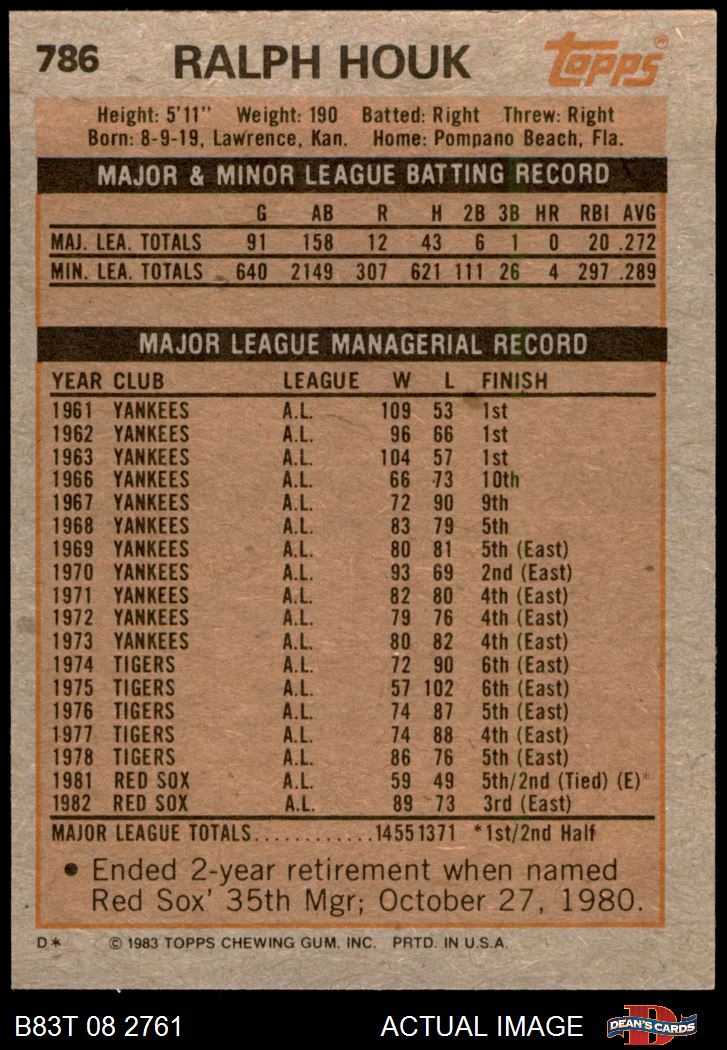 786 RALPH HOUK Topps®
Height: 5'11" Weight: 190 Batted: Right Threw: Right
Born: 8-9-19, Lawrence, Kan. Home: Pompano Beach, Fla.
MAJOR & MINOR LEAGUE BATTING RECORD
G AB R H 2B 3B HR RBI AVG
MAJ. LEA. TOTALS 91 158 12 43 6 1 0 20 .272
MIN. LEA. TOTALS 640 2149 307 621 111 26 4 297 .289
MAJOR LEAGUE MANAGERIAL RECORD
YEAR CLUB LEAGUE W L FINISH
1961 YANKEES A.L. 109 53 1st
1962 YANKEES A.L. 96 66 1st
1963 YANKEES A.L. 104 57 1st
1966 YANKEES A.L. 66 73 10th
1967 YANKEES A.L. 72 90 9th
1968 YANKEES A.L. 83 79 5th
1969 YANKEES A.L. 80 81 5th (East)
1970 YANKEES A.L. 93 69 2nd (East)
1971 YANKEES A.L. 82 80 4th (East)
1972 YANKEES A.L. 79 76 4th (East)
1973 YANKEES A.L. 80 82 4th (East)
1974 TIGERS A.L. 72 90 6th (East)
1975 TIGERS A.L. 57 102 6th (East)
1976 TIGERS A.L. 74 87 5th (East)
1977 TIGERS A.L. 74 88 4th (East)
1978 TIGERS A.L. 86 76 5th (East)
1981 RED SOX A.L. 59 49 5th/2nd (Tied) (E)*
1982 RED SOX A.L. 89 73 3rd (East)
MAJOR LEAGUE TOTALS............1455 1371 *1st/2nd Half
• Ended 2-year retirement when named
Red Sox' 35th Mgr; October 27, 1980.
D* © 1983 TOPPS CHEWING GUM, INC. PRTD. IN U.S.A.
B83T 08 2761 ACTUAL IMAGE D DEAN'S CARDS